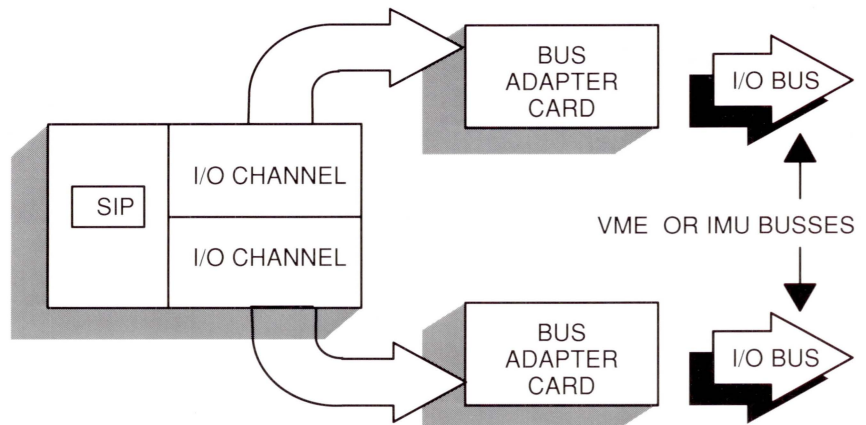 BUS
ADAPTER
CARD
I/O BUS
I/O CHANNEL
SIP
I/O CHANNEL
VME OR IMU BUSSES
BUS
ADAPTER
CARD
I/O BUS